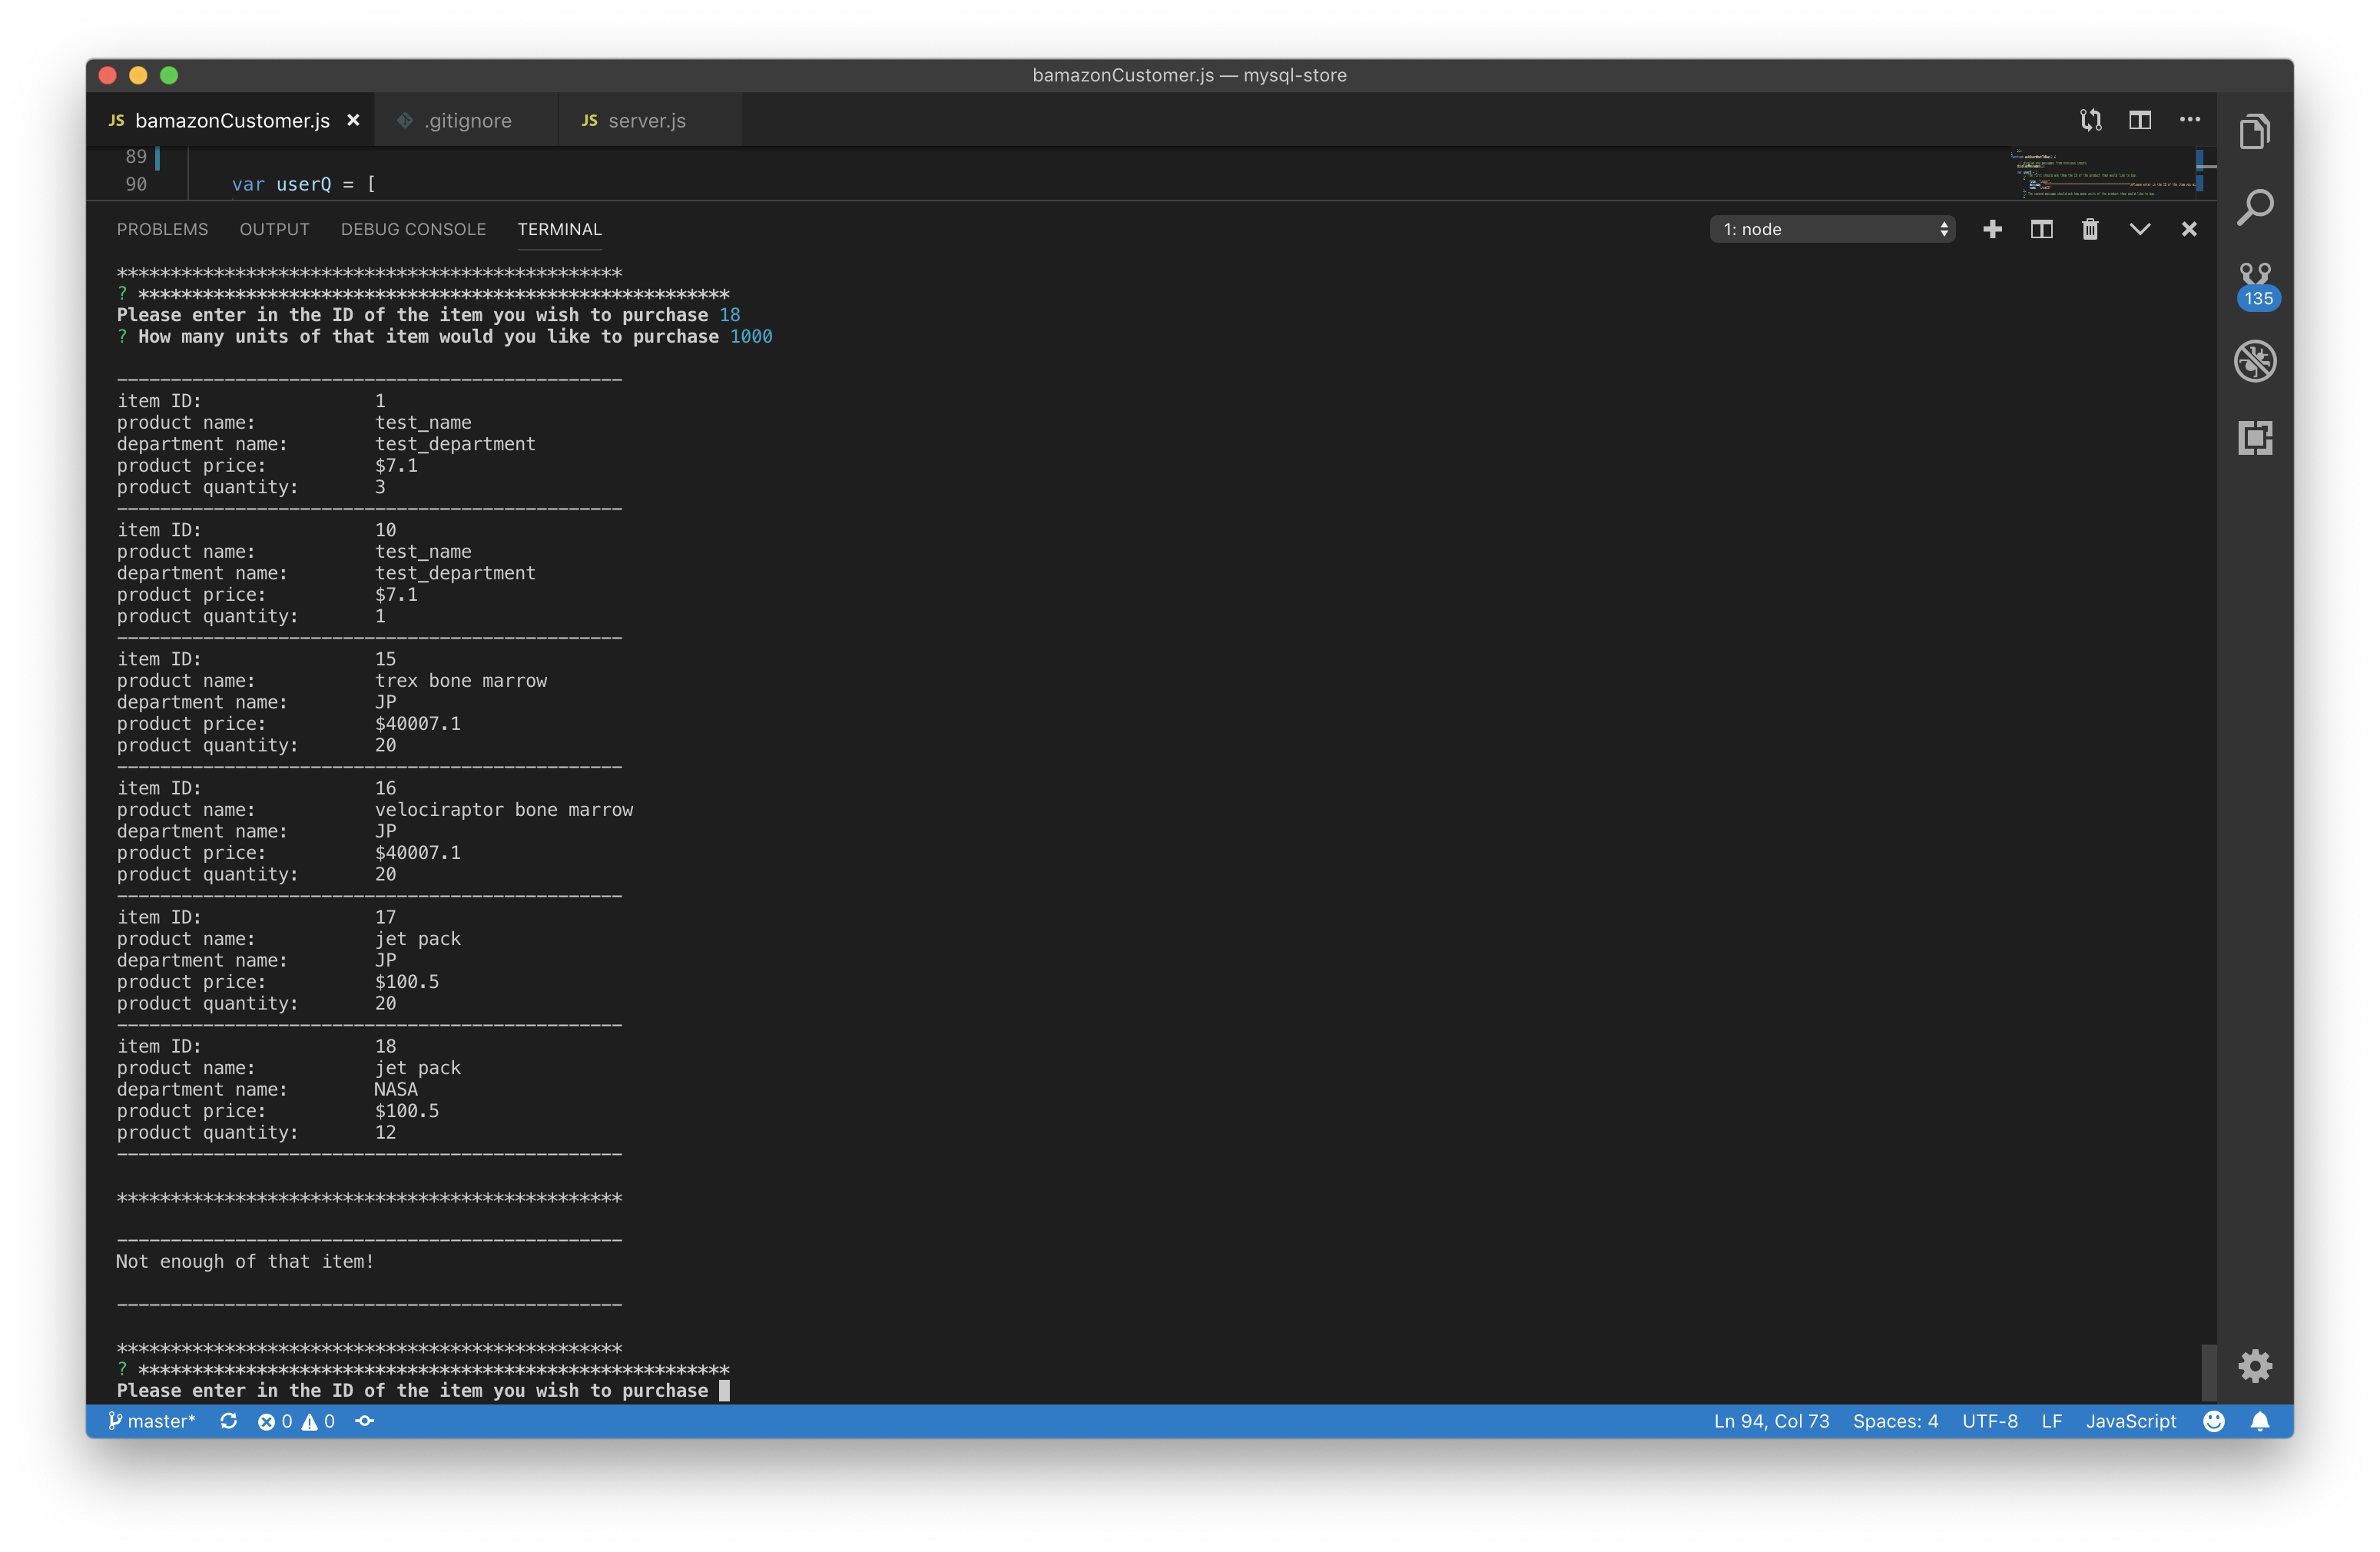 bamazonCustomer.js — mysql-store
JS bamazonCustomer.js × .gitignore JS server.js
89
90 var userQ = [
PROBLEMS OUTPUT DEBUG CONSOLE TERMINAL 1: node
135
***********************************************
? *******************************************************
Please enter in the ID of the item you wish to purchase 18
? How many units of that item would you like to purchase 1000
-----------------------------------------------
item ID: 1
product name: test_name
department name: test_department
product price: $7.1
product quantity: 3
-----------------------------------------------
item ID: 10
product name: test_name
department name: test_department
product price: $7.1
product quantity: 1
-----------------------------------------------
item ID: 15
product name: trex bone marrow
department name: JP
product price: $40007.1
product quantity: 20
-----------------------------------------------
item ID: 16
product name: velociraptor bone marrow
department name: JP
product price: $40007.1
product quantity: 20
-----------------------------------------------
item ID: 17
product name: jet pack
department name: JP
product price: $100.5
product quantity: 20
-----------------------------------------------
item ID: 18
product name: jet pack
department name: NASA
product price: $100.5
product quantity: 12
-----------------------------------------------
***********************************************
-----------------------------------------------
Not enough of that item!
-----------------------------------------------
***********************************************
? *******************************************************
Please enter in the ID of the item you wish to purchase
master* 0 0 Ln 94, Col 73 Spaces: 4 UTF-8 LF JavaScript